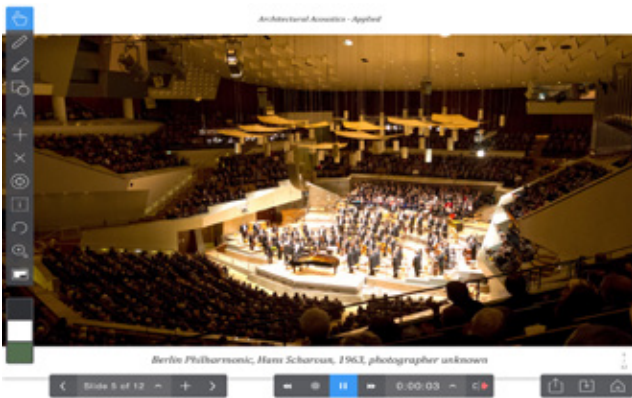 Architectural Acoustics - Applied
A
Berlin Philharmonic, Hans Scharoun, 1963, photographer unknown
Slide 5 of 12
0:00:03